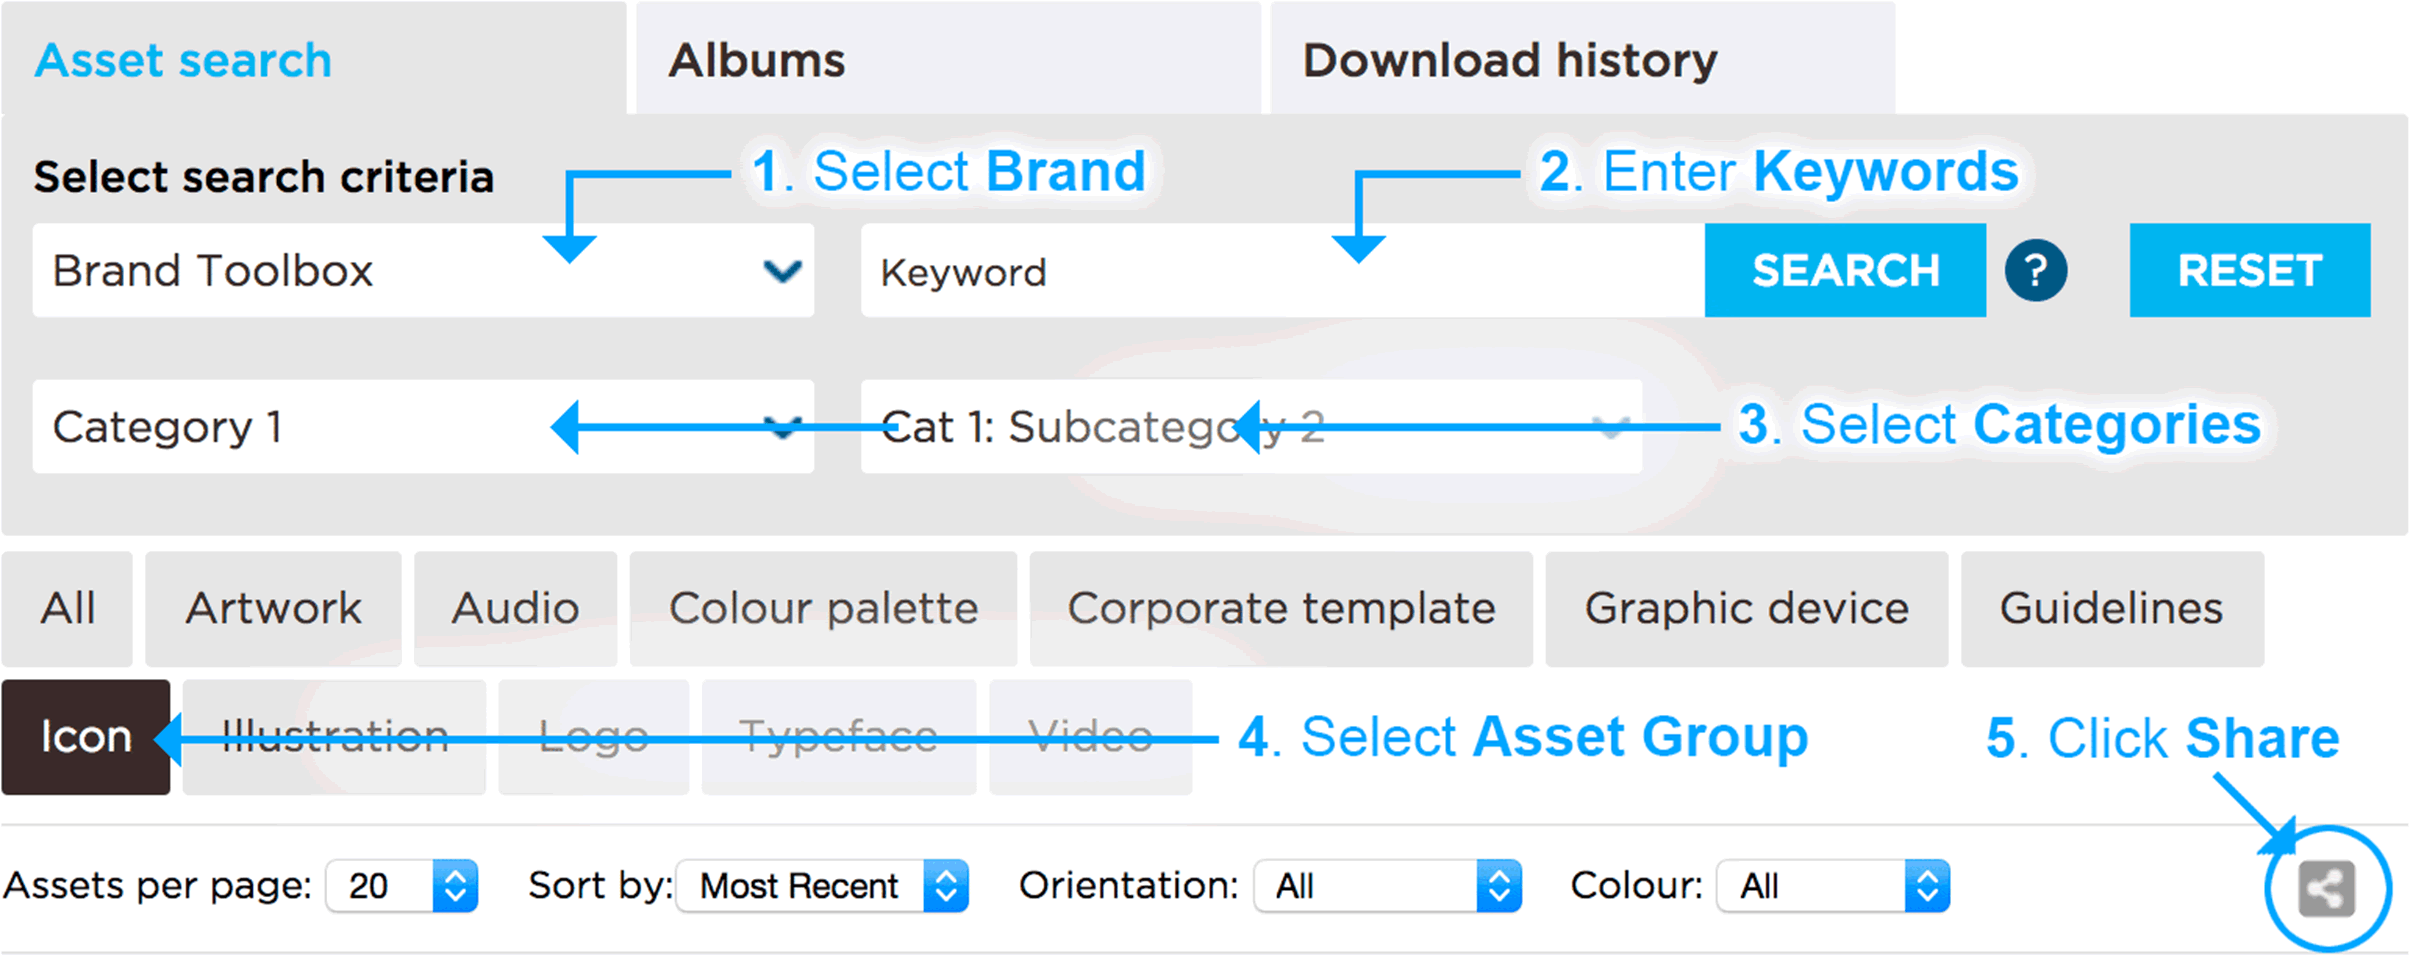 Asset search Albums Download history
Select search criteria 1. Select Brand 2. Enter Keywords
Brand Toolbox Keyword SEARCH ? RESET
Category 1 Cat 1: Subcategory 2 3. Select Categories
All Artwork Audio Colour palette Corporate template Graphic device Guidelines
Icon Illustration Logo Typeface Video 4. Select Asset Group 5. Click Share
Assets per page: 20 Sort by: Most Recent Orientation: All Colour: All